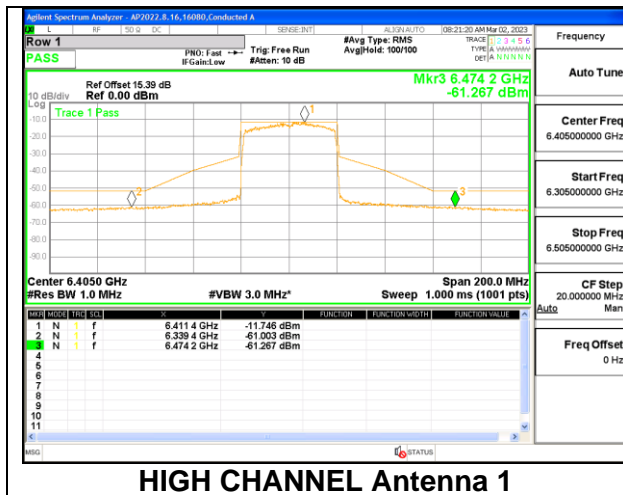 Agilent Spectrum Analyzer - AP2022.8.16,16080,Conducted A
L RF 50 Ω DC SENSE:INT ALIGNAUTO 08:21:20 AM Mar 02, 2023
Row 1
PASS
PNO: Fast
IFGain:Low
Trig: Free Run
#Atten: 10 dB
#Avg Type: RMS
Avg|Hold: 100/100
TRACE 1 2 3 4 5 6
TYPE A WWWWW
DET A N N N N N
Ref Offset 15.39 dB
10 dB/div Ref 0.00 dBm
Log
Mkr3 6.474 2 GHz
-61.267 dBm
Trace 1 Pass
-10.0
-20.0
-30.0
-40.0
-50.0
-60.0
-70.0
-80.0
-90.0
1
2
3
Center 6.4050 GHz Span 200.0 MHz
#Res BW 1.0 MHz #VBW 3.0 MHz* Sweep 1.000 ms (1001 pts)
MKR MODE TRC SCL X Y FUNCTION FUNCTION WIDTH FUNCTION VALUE
1 N 1 f 6.411 4 GHz -11.746 dBm
2 N 1 f 6.339 4 GHz -61.003 dBm
3 N 1 f 6.474 2 GHz -61.267 dBm
4
5
6
7
8
9
10
11
MSG STATUS
Frequency
Auto Tune
Center Freq
6.405000000 GHz
Start Freq
6.305000000 GHz
Stop Freq
6.505000000 GHz
CF Step
20.000000 MHz
Auto Man
Freq Offset
0 Hz
HIGH CHANNEL Antenna 1